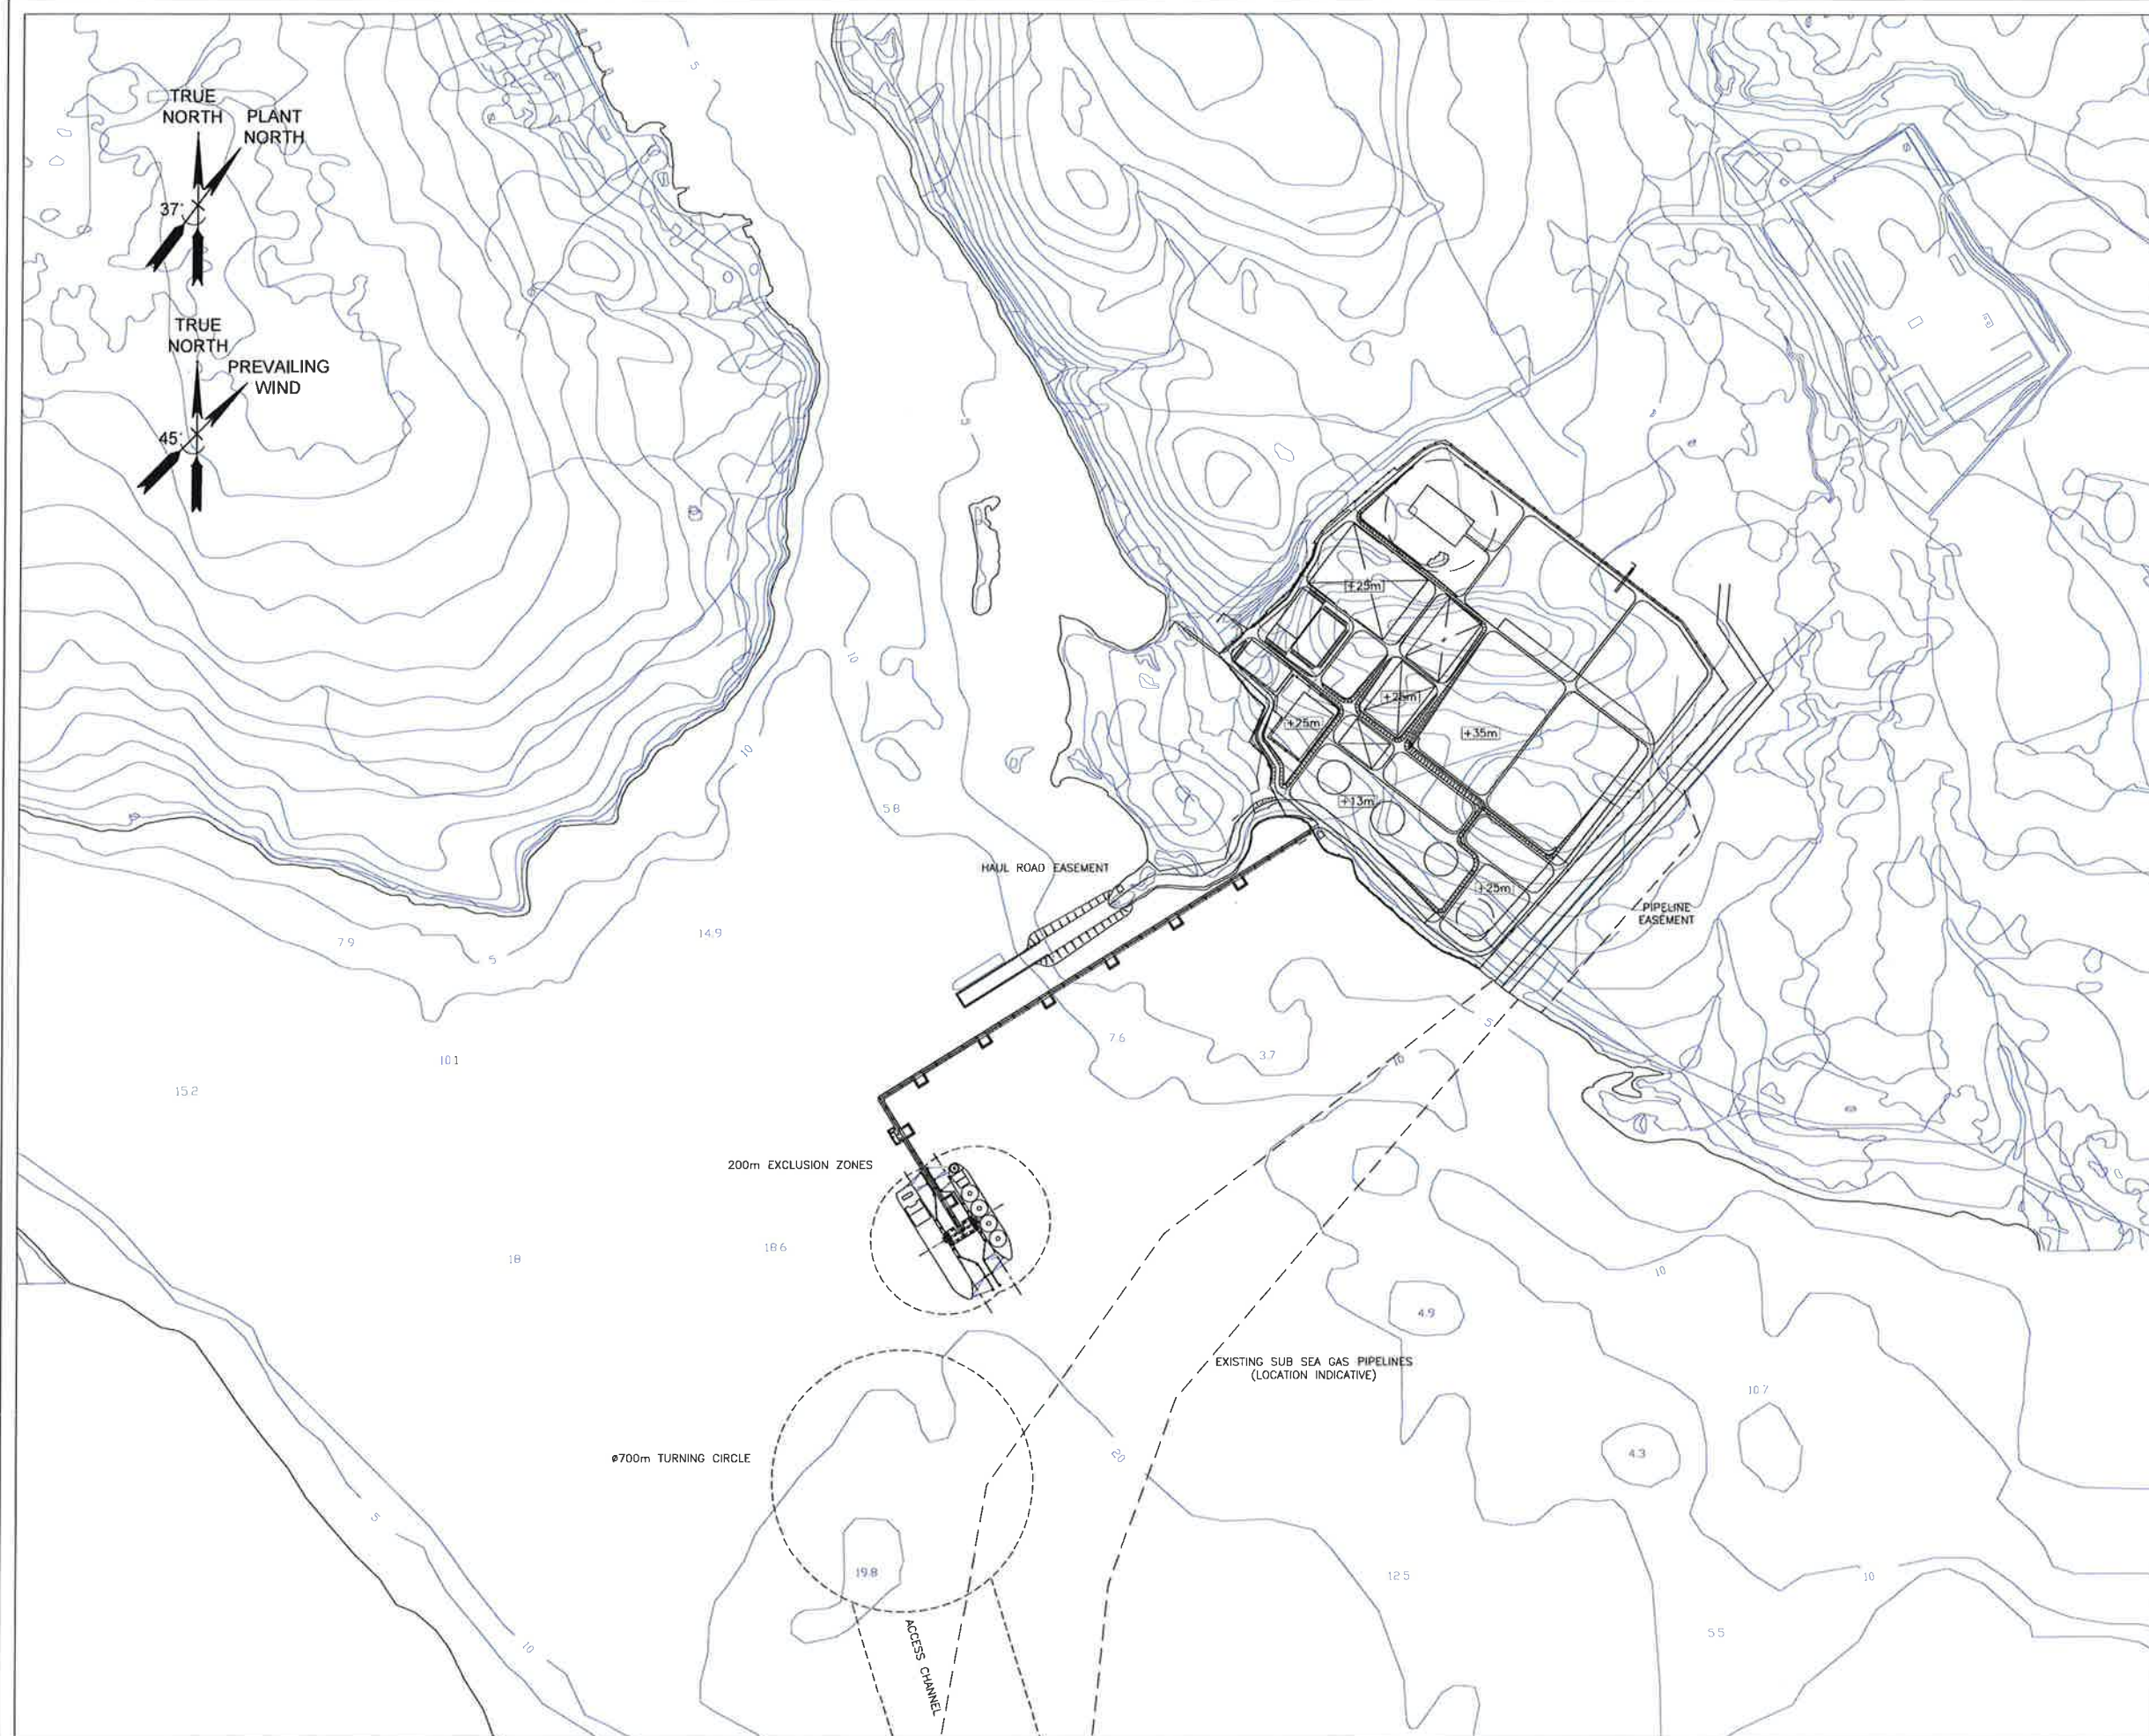 TRUE
NORTH
PLANT
NORTH
37°
TRUE
NORTH
PREVAILING
WIND
45°
5
5
10
10
+25m
+25m
+35m
+13m
+25m
58
HAUL ROAD EASEMENT
PIPELINE
EASEMENT
14.9
7.9
5
5
7.6
3.7
10
10.1
15.2
200m EXCLUSION ZONES
18
18.6
10
4.9
EXISTING SUB SEA GAS PIPELINES
(LOCATION INDICATIVE)
10.7
20
4.3
ø700m TURNING CIRCLE
5
19.8
12.5
10
55
10
ACCESS CHANNEL